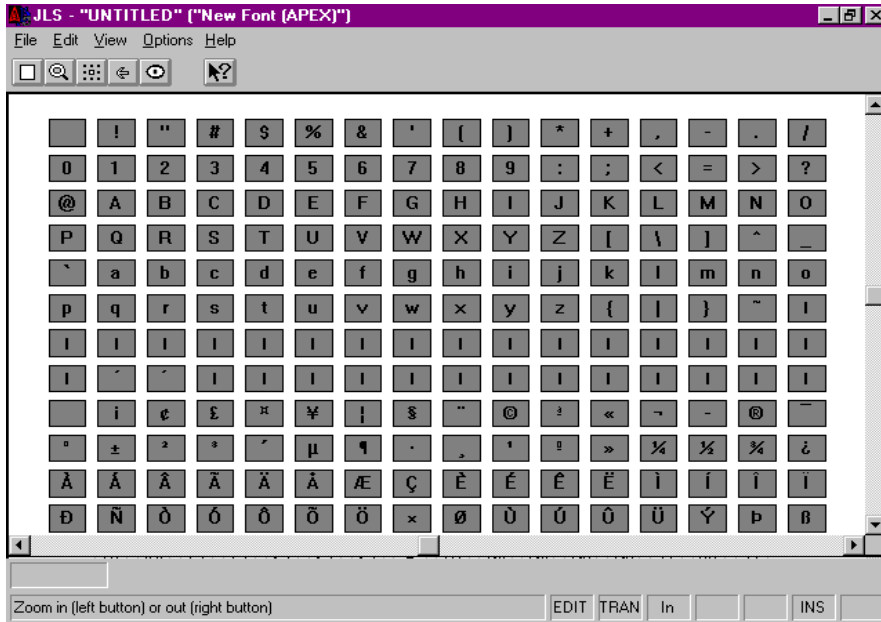 JLS - "UNTITLED" ("New Font (APEX)")
File Edit View Options Help
! " # $ % & ' ( ) * + , - . /
0 1 2 3 4 5 6 7 8 9 : ; < = > ?
@ A B C D E F G H I J K L M N O
P Q R S T U V W X Y Z [ \ ] ^ _
` a b c d e f g h i j k l m n o
p q r s t u v w x y z { | } ~ ı
ı ı ı ı ı ı ı ı ı ı ı ı ı ı ı ı
ı ´ ´ ı ı ı ı ı ı ı ı ı ı ı ı ı
¡ ¢ £ ¤ ¥ ¦ § ¨ © ª « ¬ - ® ¯
° ± ² ³ ´ µ ¶ · ¸ ¹ º » ¼ ½ ¾ ¿
À Á Â Ã Ä Å Æ Ç È É Ê Ë Ì Í Î Ï
Ð Ñ Ò Ó Ô Õ Ö × Ø Ù Ú Û Ü Ý Þ ß
Zoom in (left button) or out (right button) EDIT TRAN In INS